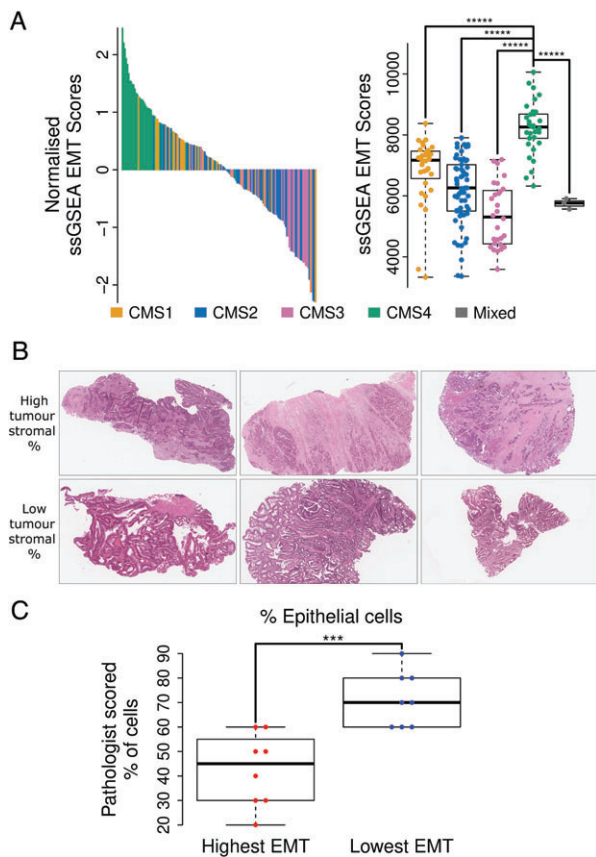 A
Normalised
ssGSEA EMT Scores
2
1
0
−1
−2
ssGSEA EMT Scores
10000
8000
6000
4000
*****
*****
*****
*****
CMS1
CMS2
CMS3
CMS4
Mixed
B
High
tumour
stromal
%
Low
tumour
stromal
%
C
% Epithelial cells
***
Pathologist scored
% of cells
90
80
70
60
50
40
30
20
Highest EMT
Lowest EMT